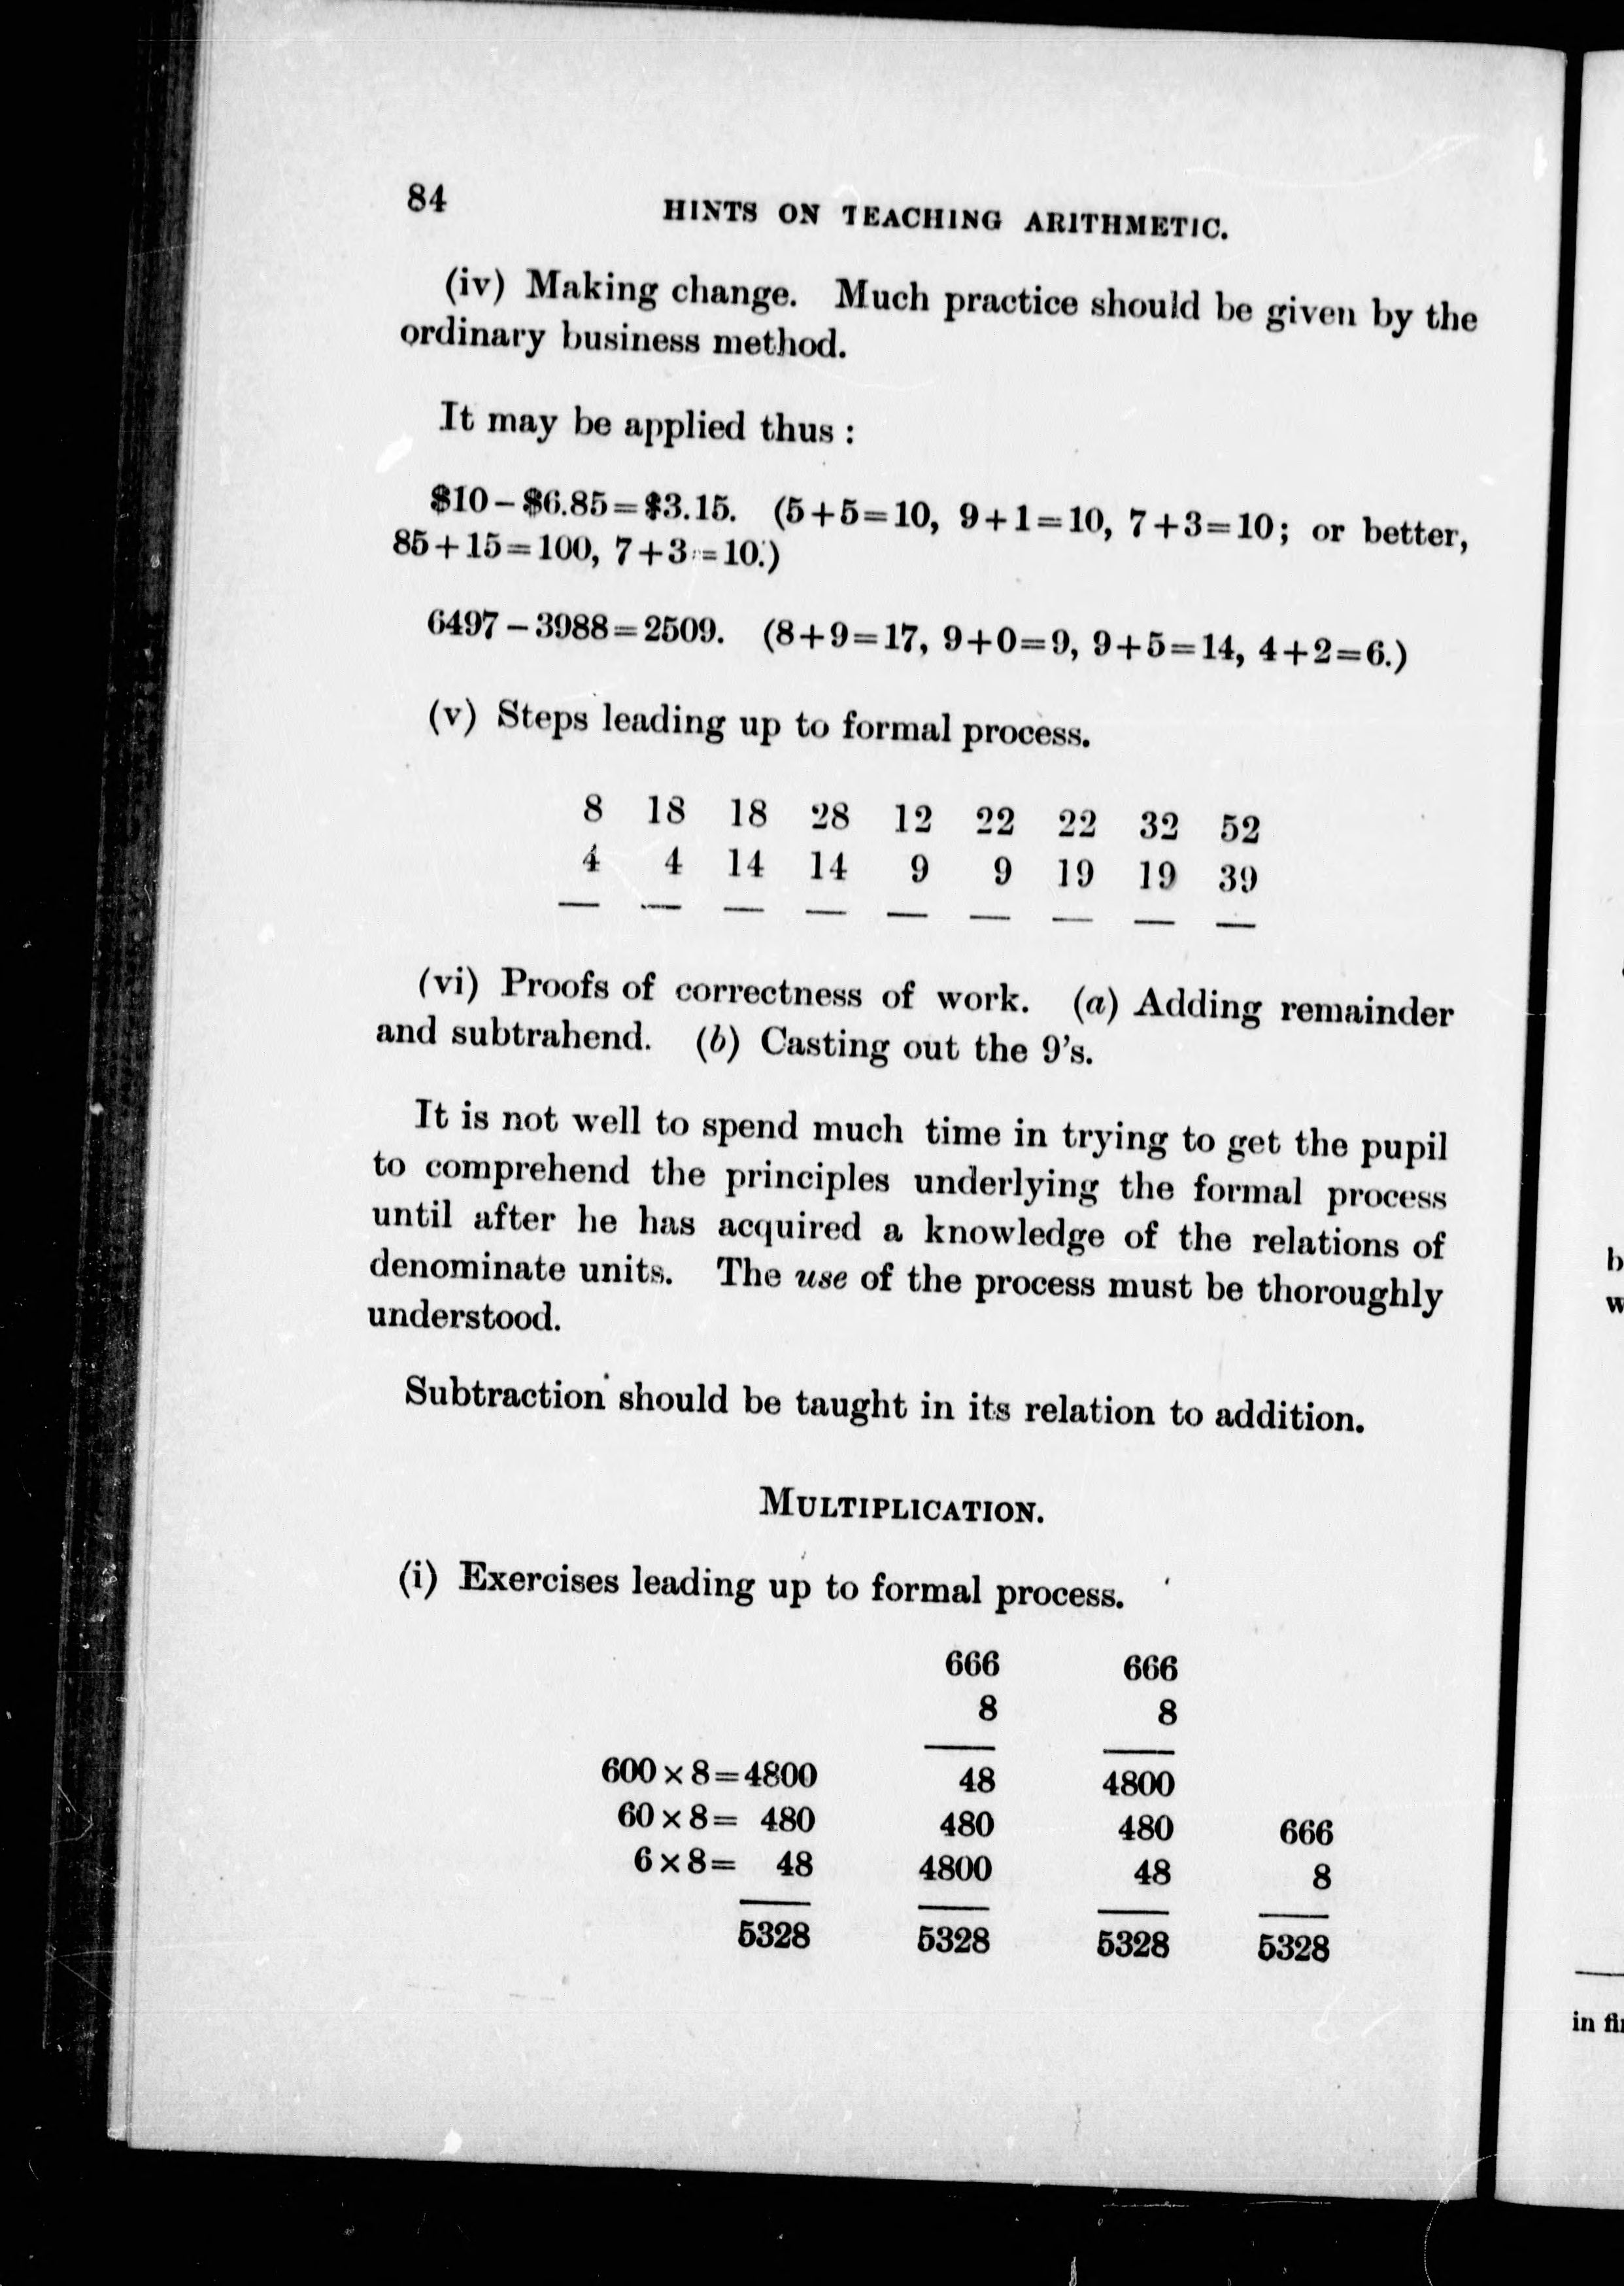 84 HINTS ON TEACHING ARITHMETIC.
(iv) Making change. Much practice should be given by the
ordinary business method.
It may be applied thus :
$10 – $6.85 = $3.15. (5+5=10, 9+1=10, 7+3=10; or better,
85+15=100, 7+3=10.)
6497 – 3988 = 2509. (8+9=17, 9+0=9, 9+5=14, 4+2=6.)
(v) Steps leading up to formal process.
8 18 18 28 12 22 22 32 52
4 4 14 14 9 9 19 19 39
(vi) Proofs of correctness of work. (a) Adding remainder
and subtrahend. (b) Casting out the 9's.
It is not well to spend much time in trying to get the pupil
to comprehend the principles underlying the formal process
until after he has acquired a knowledge of the relations of
denominate units. The use of the process must be thoroughly
understood.
Subtraction should be taught in its relation to addition.
MULTIPLICATION.
(i) Exercises leading up to formal process.
666 666
8 8
600 × 8 = 4800 48 4800
60 × 8 = 480 480 480 666
6 × 8 = 48 4800 48 8
5328 5328 5328 5328
in